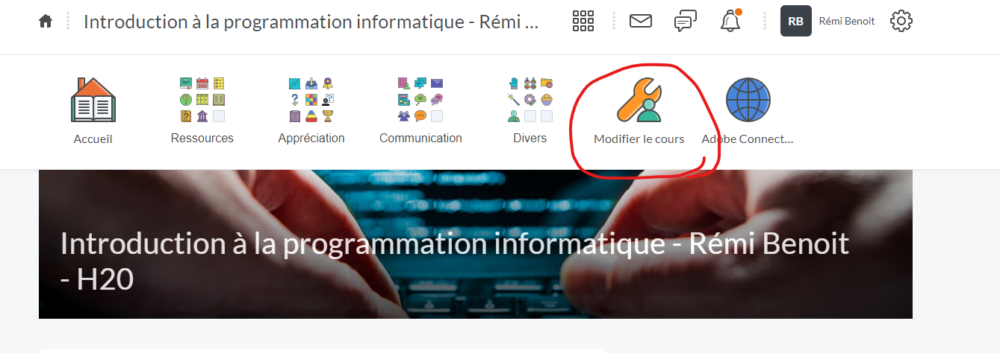 Introduction à la programmation informatique - Rémi ...
RB
Rémi Benoit
Accueil
Ressources
Appréciation
Communication
Divers
Modifier le cours
Adobe Connect...
Introduction à la programmation informatique - Rémi Benoit
- H20